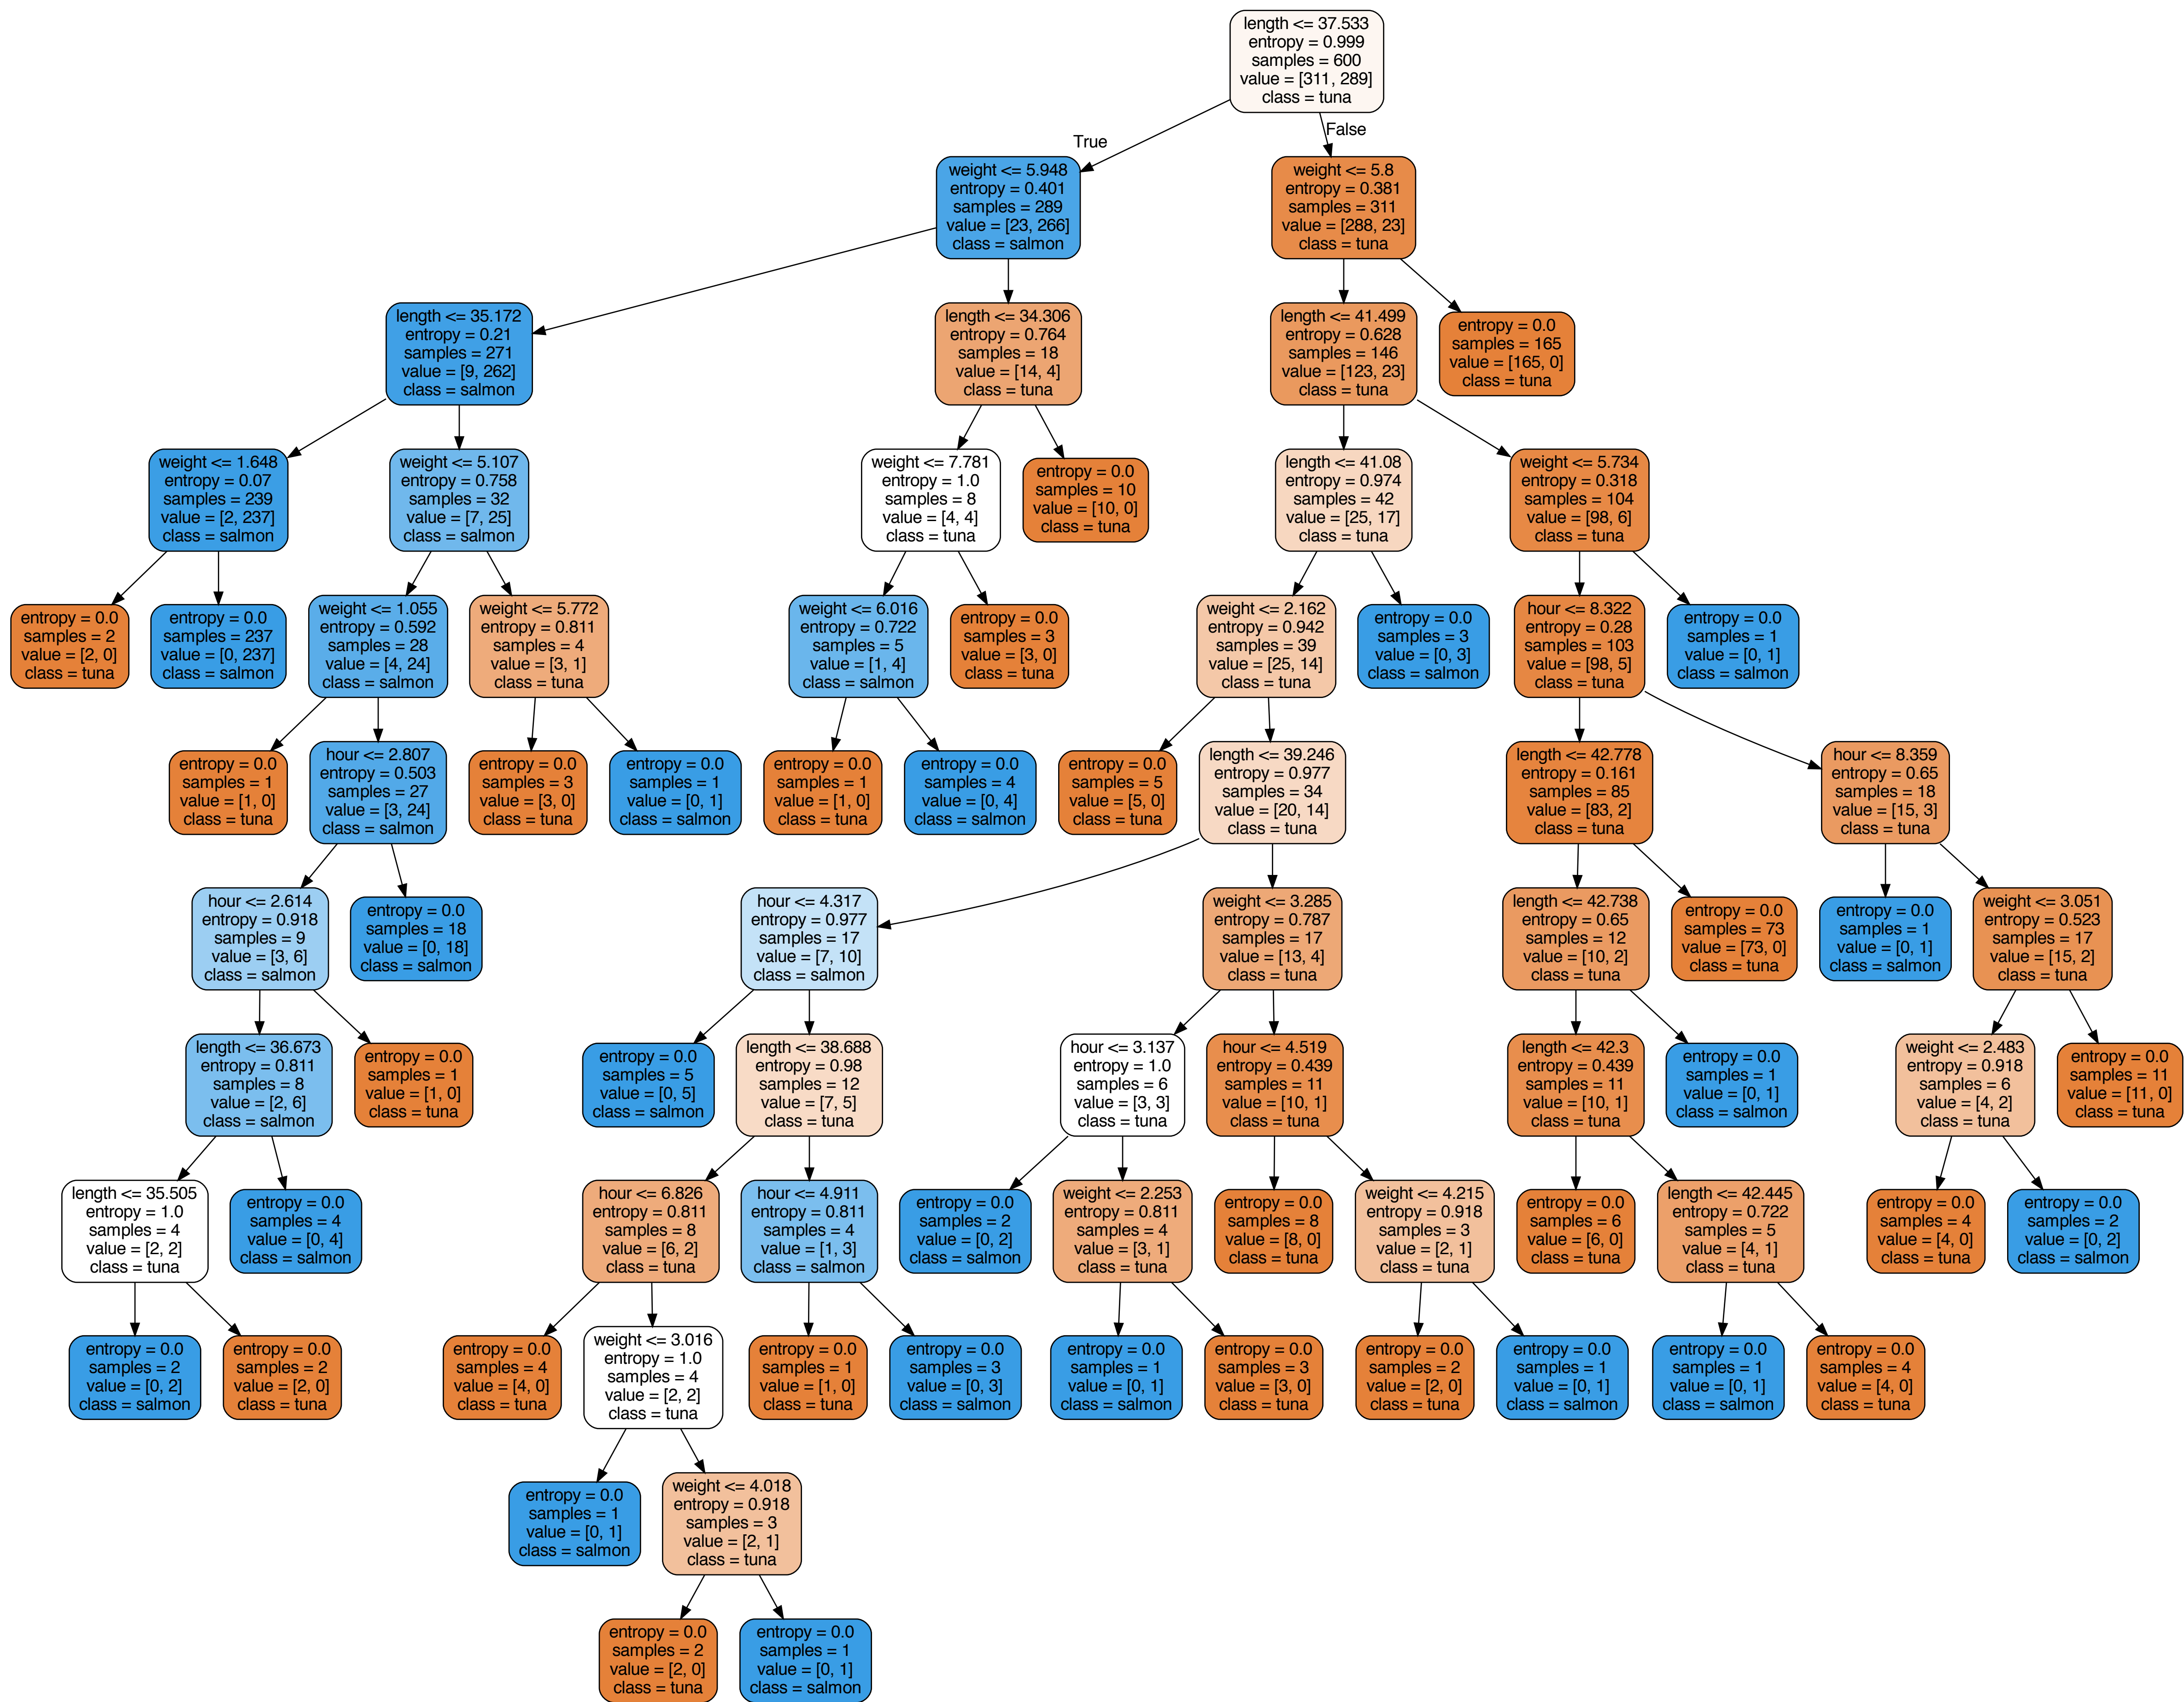 length <= 37.533
entropy = 0.999
samples = 600
value = [311, 289]
class = tuna
True
False
weight <= 5.948
entropy = 0.401
samples = 289
value = [23, 266]
class = salmon
weight <= 5.8
entropy = 0.381
samples = 311
value = [288, 23]
class = tuna
length <= 35.172
entropy = 0.21
samples = 271
value = [9, 262]
class = salmon
length <= 34.306
entropy = 0.764
samples = 18
value = [14, 4]
class = tuna
length <= 41.499
entropy = 0.628
samples = 146
value = [123, 23]
class = tuna
entropy = 0.0
samples = 165
value = [165, 0]
class = tuna
weight <= 1.648
entropy = 0.07
samples = 239
value = [2, 237]
class = salmon
weight <= 5.107
entropy = 0.758
samples = 32
value = [7, 25]
class = salmon
weight <= 7.781
entropy = 1.0
samples = 8
value = [4, 4]
class = tuna
entropy = 0.0
samples = 10
value = [10, 0]
class = tuna
length <= 41.08
entropy = 0.974
samples = 42
value = [25, 17]
class = tuna
weight <= 5.734
entropy = 0.318
samples = 104
value = [98, 6]
class = tuna
entropy = 0.0
samples = 2
value = [2, 0]
class = tuna
entropy = 0.0
samples = 237
value = [0, 237]
class = salmon
weight <= 1.055
entropy = 0.592
samples = 28
value = [4, 24]
class = salmon
weight <= 5.772
entropy = 0.811
samples = 4
value = [3, 1]
class = tuna
weight <= 6.016
entropy = 0.722
samples = 5
value = [1, 4]
class = salmon
entropy = 0.0
samples = 3
value = [3, 0]
class = tuna
weight <= 2.162
entropy = 0.942
samples = 39
value = [25, 14]
class = tuna
entropy = 0.0
samples = 3
value = [0, 3]
class = salmon
hour <= 8.322
entropy = 0.28
samples = 103
value = [98, 5]
class = tuna
entropy = 0.0
samples = 1
value = [0, 1]
class = salmon
entropy = 0.0
samples = 1
value = [1, 0]
class = tuna
hour <= 2.807
entropy = 0.503
samples = 27
value = [3, 24]
class = salmon
entropy = 0.0
samples = 3
value = [3, 0]
class = tuna
entropy = 0.0
samples = 1
value = [0, 1]
class = salmon
entropy = 0.0
samples = 1
value = [1, 0]
class = tuna
entropy = 0.0
samples = 4
value = [0, 4]
class = salmon
entropy = 0.0
samples = 5
value = [5, 0]
class = tuna
length <= 39.246
entropy = 0.977
samples = 34
value = [20, 14]
class = tuna
length <= 42.778
entropy = 0.161
samples = 85
value = [83, 2]
class = tuna
hour <= 8.359
entropy = 0.65
samples = 18
value = [15, 3]
class = tuna
hour <= 2.614
entropy = 0.918
samples = 9
value = [3, 6]
class = salmon
entropy = 0.0
samples = 18
value = [0, 18]
class = salmon
hour <= 4.317
entropy = 0.977
samples = 17
value = [7, 10]
class = salmon
weight <= 3.285
entropy = 0.787
samples = 17
value = [13, 4]
class = tuna
length <= 42.738
entropy = 0.65
samples = 12
value = [10, 2]
class = tuna
entropy = 0.0
samples = 73
value = [73, 0]
class = tuna
entropy = 0.0
samples = 1
value = [0, 1]
class = salmon
weight <= 3.051
entropy = 0.523
samples = 17
value = [15, 2]
class = tuna
length <= 36.673
entropy = 0.811
samples = 8
value = [2, 6]
class = salmon
entropy = 0.0
samples = 1
value = [1, 0]
class = tuna
entropy = 0.0
samples = 5
value = [0, 5]
class = salmon
length <= 38.688
entropy = 0.98
samples = 12
value = [7, 5]
class = tuna
hour <= 3.137
entropy = 1.0
samples = 6
value = [3, 3]
class = tuna
hour <= 4.519
entropy = 0.439
samples = 11
value = [10, 1]
class = tuna
length <= 42.3
entropy = 0.439
samples = 11
value = [10, 1]
class = tuna
entropy = 0.0
samples = 1
value = [0, 1]
class = salmon
weight <= 2.483
entropy = 0.918
samples = 6
value = [4, 2]
class = tuna
entropy = 0.0
samples = 11
value = [11, 0]
class = tuna
length <= 35.505
entropy = 1.0
samples = 4
value = [2, 2]
class = tuna
entropy = 0.0
samples = 4
value = [0, 4]
class = salmon
hour <= 6.826
entropy = 0.811
samples = 8
value = [6, 2]
class = tuna
hour <= 4.911
entropy = 0.811
samples = 4
value = [1, 3]
class = salmon
entropy = 0.0
samples = 2
value = [0, 2]
class = salmon
weight <= 2.253
entropy = 0.811
samples = 4
value = [3, 1]
class = tuna
entropy = 0.0
samples = 8
value = [8, 0]
class = tuna
weight <= 4.215
entropy = 0.918
samples = 3
value = [2, 1]
class = tuna
entropy = 0.0
samples = 6
value = [6, 0]
class = tuna
length <= 42.445
entropy = 0.722
samples = 5
value = [4, 1]
class = tuna
entropy = 0.0
samples = 4
value = [4, 0]
class = tuna
entropy = 0.0
samples = 2
value = [0, 2]
class = salmon
entropy = 0.0
samples = 2
value = [0, 2]
class = salmon
entropy = 0.0
samples = 2
value = [2, 0]
class = tuna
entropy = 0.0
samples = 4
value = [4, 0]
class = tuna
weight <= 3.016
entropy = 1.0
samples = 4
value = [2, 2]
class = tuna
entropy = 0.0
samples = 1
value = [1, 0]
class = tuna
entropy = 0.0
samples = 3
value = [0, 3]
class = salmon
entropy = 0.0
samples = 1
value = [0, 1]
class = salmon
entropy = 0.0
samples = 3
value = [3, 0]
class = tuna
entropy = 0.0
samples = 2
value = [2, 0]
class = tuna
entropy = 0.0
samples = 1
value = [0, 1]
class = salmon
entropy = 0.0
samples = 1
value = [0, 1]
class = salmon
entropy = 0.0
samples = 4
value = [4, 0]
class = tuna
entropy = 0.0
samples = 1
value = [0, 1]
class = salmon
weight <= 4.018
entropy = 0.918
samples = 3
value = [2, 1]
class = tuna
entropy = 0.0
samples = 2
value = [2, 0]
class = tuna
entropy = 0.0
samples = 1
value = [0, 1]
class = salmon